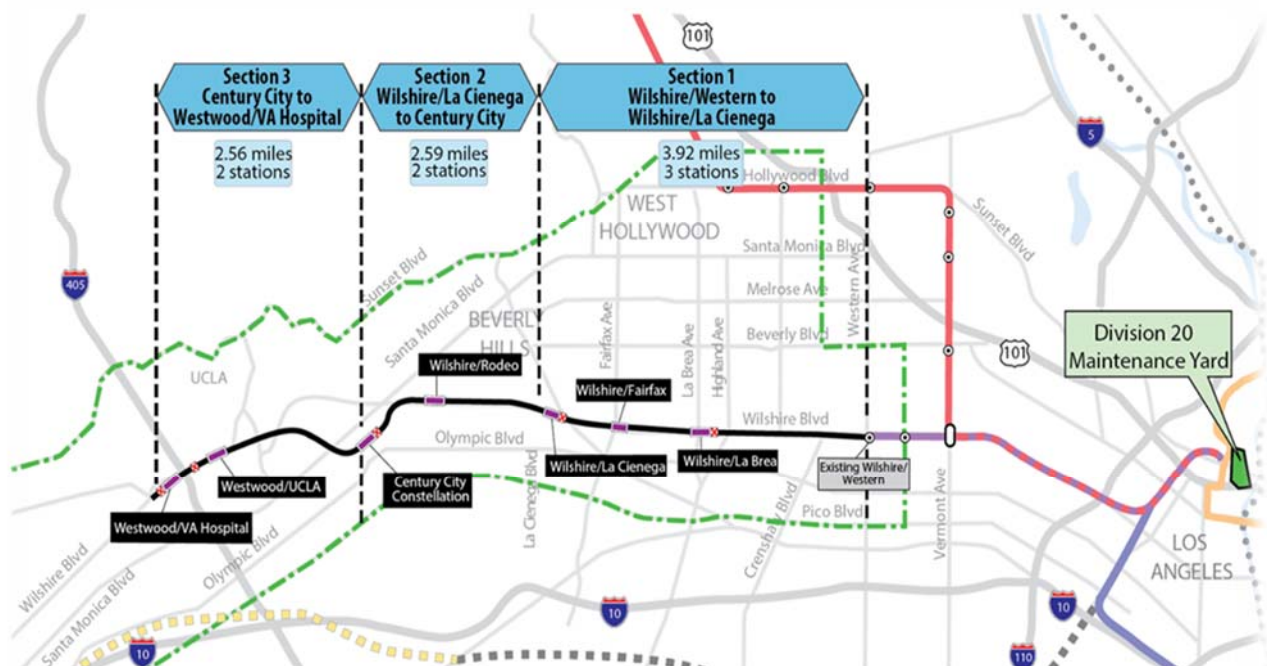 101
Section 3
Century City to
Westwood/VA Hospital
Section 2
Wilshire/La Cienega
to Century City
Section 1
Wilshire/Western to
Wilshire/La Cienega
2.56 miles
2 stations
2.59 miles
2 stations
3.92 miles
3 stations
5
Hollywood Blvd
WEST
HOLLYWOOD
Sunset Blvd
Santa Monica Blvd
Sunset Blvd
405
Santa Monica Blvd
Melrose Ave
Western Ave
BEVERLY
HILLS
Fairfax Ave
La Brea Ave
Highland Ave
Beverly Blvd
101
Division 20
Maintenance Yard
UCLA
Wilshire/Rodeo
Wilshire/Fairfax
Wilshire Blvd
Olympic Blvd
Wilshire/La Cienega
Wilshire/La Brea
Existing Wilshire/
Western
Westwood/UCLA
Century City
Constellation
La Cienega Blvd
Crenshaw Blvd
Pico Blvd
Vermont Ave
Westwood/VA Hospital
Olympic Blvd
Wilshire Blvd
Santa Monica Blvd
LOS
ANGELES
10
10
10
110